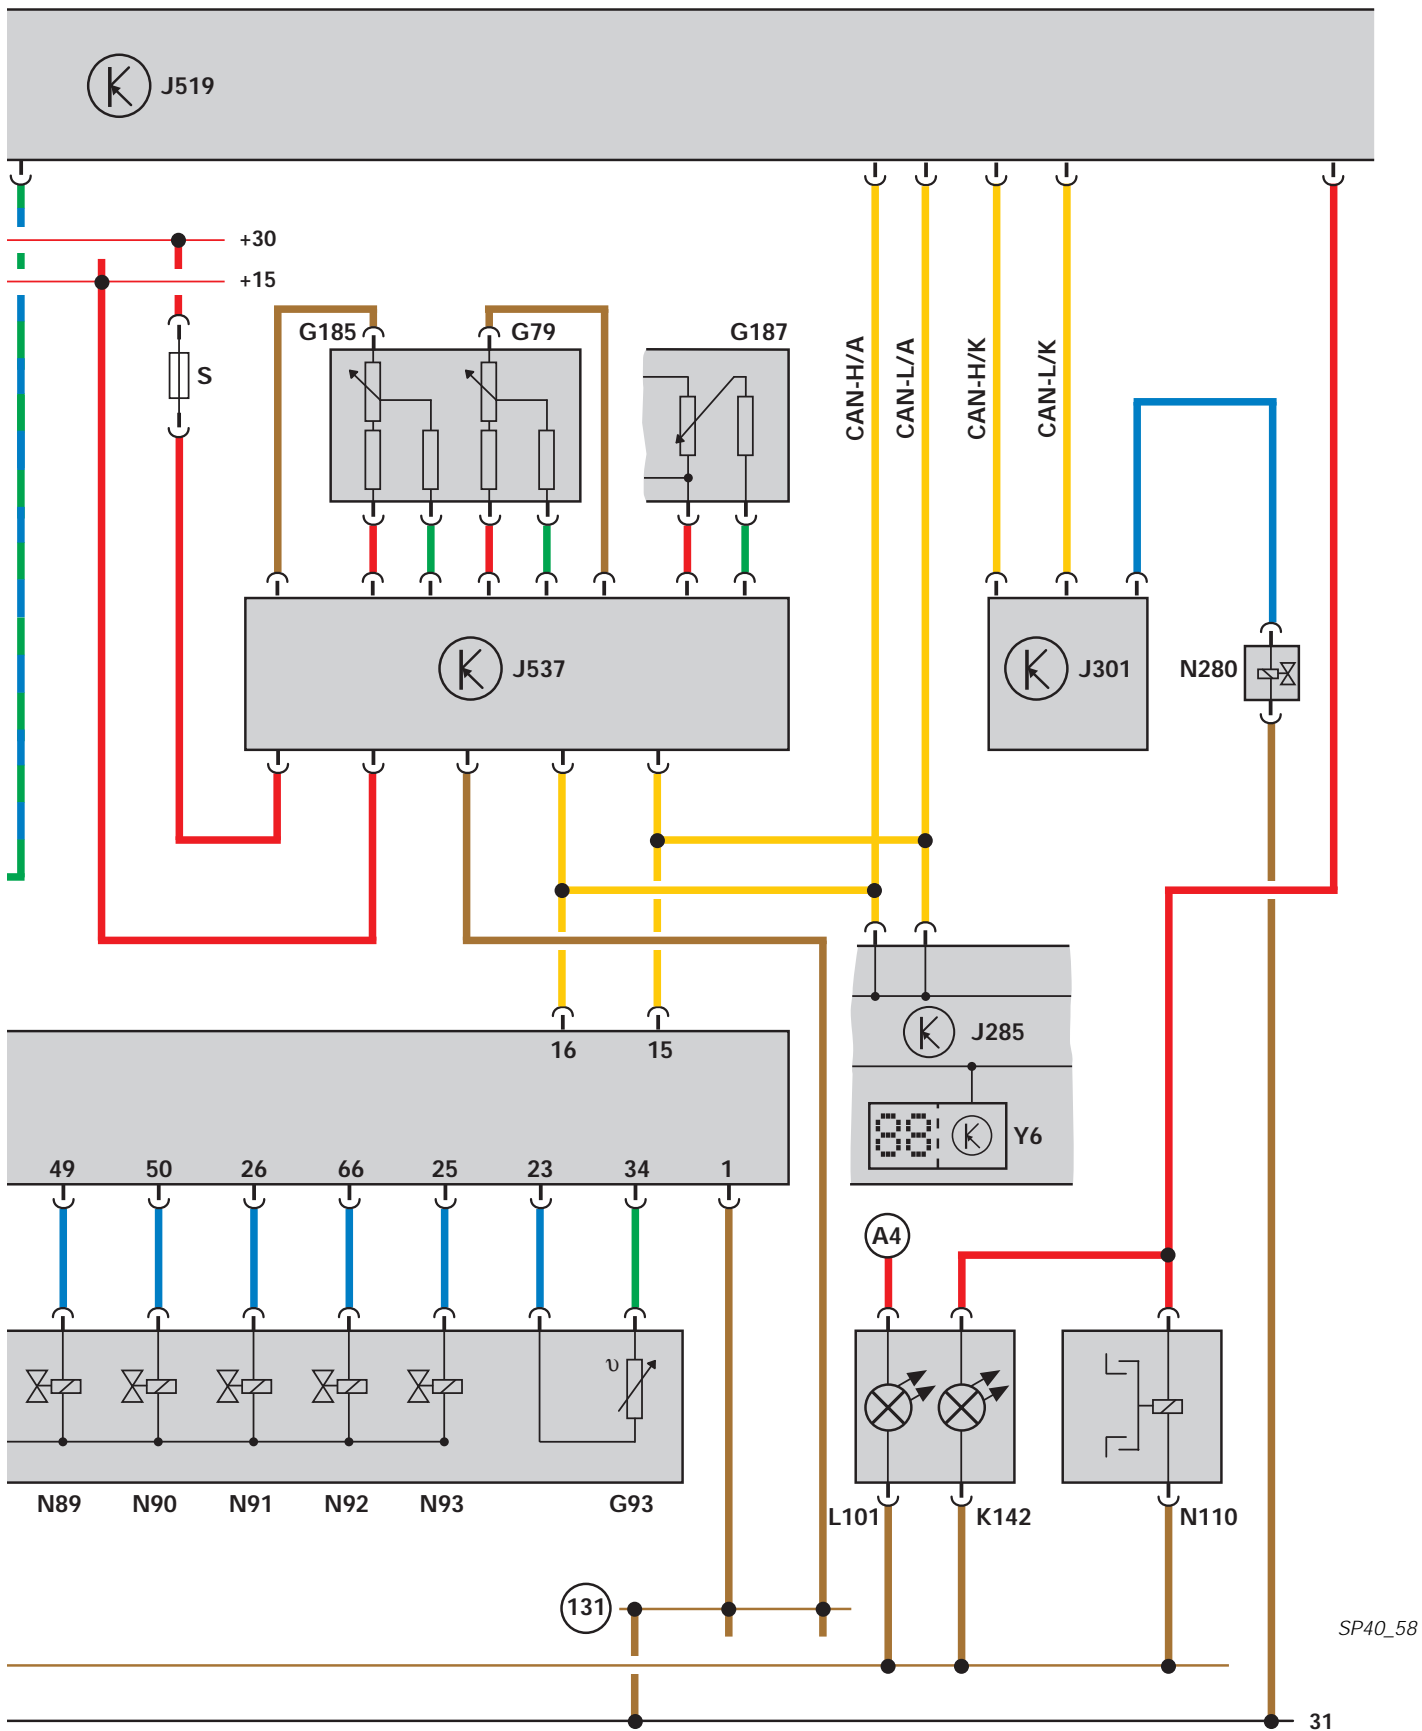 J519
+30
+15
G185
G79
G187
S
CAN-H/A
CAN-L/A
CAN-H/K
CAN-L/K
J537
J301
N280
16
15
J285
Y6
49
50
26
66
25
23
34
1
A4
υ
N89
N90
N91
N92
N93
G93
L101
K142
N110
131
SP40_58
31